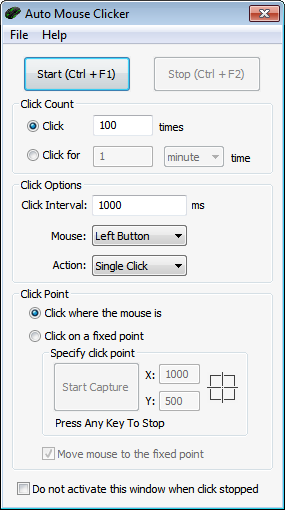 Auto Mouse Clicker
File Help
Start (Ctrl + F1) Stop (Ctrl + F2)
Click Count
Click 100 times
Click for 1 minute time
Click Options
Click Interval: 1000 ms
Mouse: Left Button
Action: Single Click
Click Point
Click where the mouse is
Click on a fixed point
Specify click point
Start Capture X: 1000
Y: 500
Press Any Key To Stop
Move mouse to the fixed point
Do not activate this window when click stopped